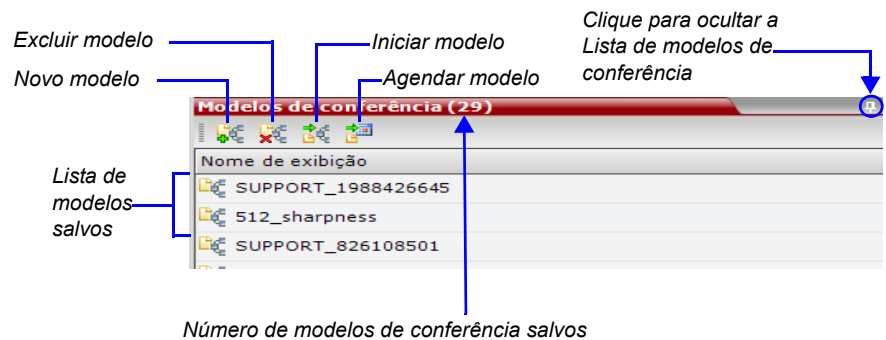 Excluir modelo
Novo modelo
Iniciar modelo
Agendar modelo
Clique para ocultar a
Lista de modelos de
conferência
Modelos de conferência (29)
Nome de exibição
Lista de
modelos
salvos
SUPPORT_1988426645
512_sharpness
SUPPORT_826108501
Número de modelos de conferência salvos